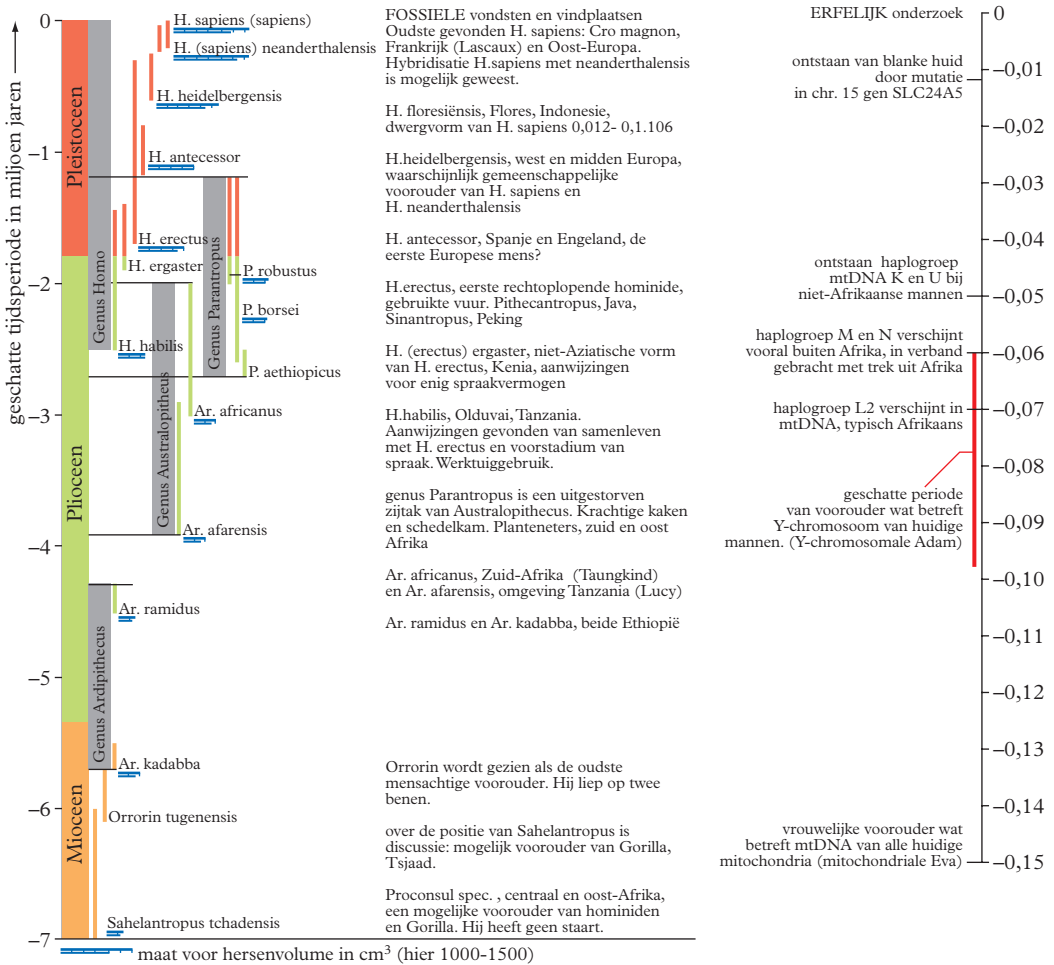 geschatte tijdsperiode in miljoen jaren
0
−1
−2
−3
−4
−5
−6
−7
Pleistoceen
Plioceen
Mioceen
Genus Homo
Genus Parantropus
Genus Australopitheus
Genus Ardipithecus
H. sapiens (sapiens)
H. (sapiens) neanderthalensis
H. heidelbergensis
H. antecessor
H. erectus
H. ergaster
P. robustus
P. borsei
H. habilis
P. aethiopicus
Ar. africanus
Ar. afarensis
Ar. ramidus
Ar. kadabba
Orrorin tugenensis
Sahelantropus tchadensis
maat voor hersenvolume in cm³ (hier 1000-1500)
FOSSIELE vondsten en vindplaatsen
Oudste gevonden H. sapiens: Cro magnon,
Frankrijk (Lascaux) en Oost-Europa.
Hybridisatie H.sapiens met neanderthalensis
is mogelijk geweest.
H. floresiënsis, Flores, Indonesie,
dwergvorm van H. sapiens 0,012- 0,1.106
H.heidelbergensis, west en midden Europa,
waarschijnlijk gemeenschappelijke
voorouder van H. sapiens en
H. neanderthalensis
H. antecessor, Spanje en Engeland, de
eerste Europese mens?
H.erectus, eerste rechtoplopende hominide,
gebruikte vuur. Pithecantropus, Java,
Sinantropus, Peking
H. (erectus) ergaster, niet-Aziatische vorm
van H. erectus, Kenia, aanwijzingen
voor enig spraakvermogen
H.habilis, Olduvai, Tanzania.
Aanwijzingen gevonden van samenleven
met H. erectus en voorstadium van
spraak. Werktuiggebruik.
genus Parantropus is een uitgestorven
zijtak van Australopithecus. Krachtige kaken
en schedelkam. Planteneters, zuid en oost
Afrika
Ar. africanus, Zuid-Afrika (Taungkind)
en Ar. afarensis, omgeving Tanzania (Lucy)
Ar. ramidus en Ar. kadabba, beide Ethiopië
Orrorin wordt gezien als de oudste
mensachtige voorouder. Hij liep op twee
benen.
over de positie van Sahelantropus is
discussie: mogelijk voorouder van Gorilla,
Tsjaad.
Proconsul spec. , centraal en oost-Afrika,
een mogelijke voorouder van hominiden
en Gorilla. Hij heeft geen staart.
ERFELIJK onderzoek
ontstaan van blanke huid
door mutatie
in chr. 15 gen SLC24A5
ontstaan haplogroep
mtDNA K en U bij
niet-Afrikaanse mannen
haplogroep M en N verschijnt
vooral buiten Afrika, in verband
gebracht met trek uit Afrika
haplogroep L2 verschijnt in
mtDNA, typisch Afrikaans
geschatte periode
van voorouder wat betreft
Y-chromosoom van huidige
mannen. (Y-chromosomale Adam)
vrouwelijke voorouder wat
betreft mtDNA van alle huidige
mitochondria (mitochondriale Eva)
0
−0,01
−0,02
−0,03
−0,04
−0,05
−0,06
−0,07
−0,08
−0,09
−0,10
−0,11
−0,12
−0,13
−0,14
−0,15